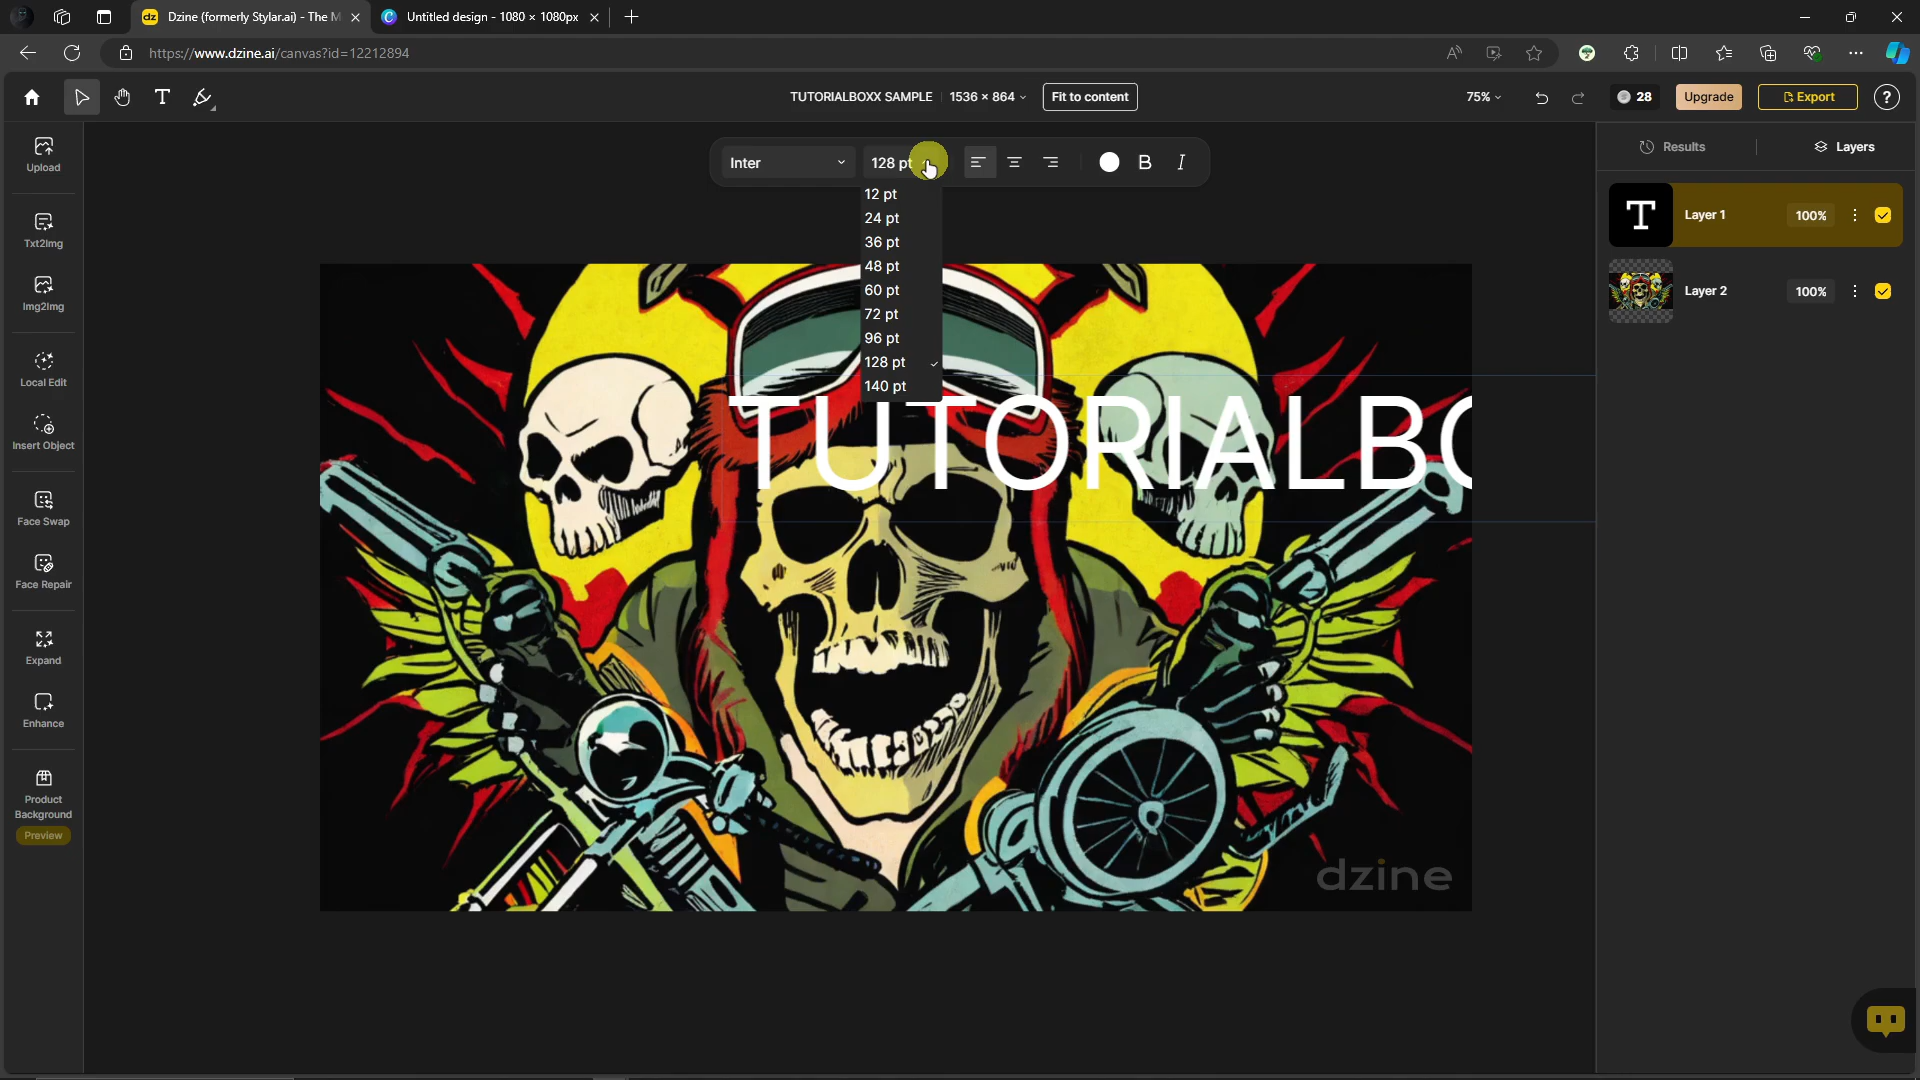 Dzine (formerly Stylar.ai) - The M
Untitled design - 1080 × 1080px
https://www.dzine.ai/canvas?id=12212894
TUTORIALBOXX SAMPLE
1536 × 864
Fit to content
75%
28
Upgrade
Export
?
Upload
Inter
128 pt
B
I
Results
Layers
12 pt
24 pt
36 pt
48 pt
60 pt
72 pt
96 pt
128 pt
140 pt
T
Layer 1
100%
Layer 2
100%
Txt2Img
Img2Img
Local Edit
Insert Object
Face Swap
Face Repair
Expand
Enhance
Product
Background
Preview
TUTORIALBO
dzine